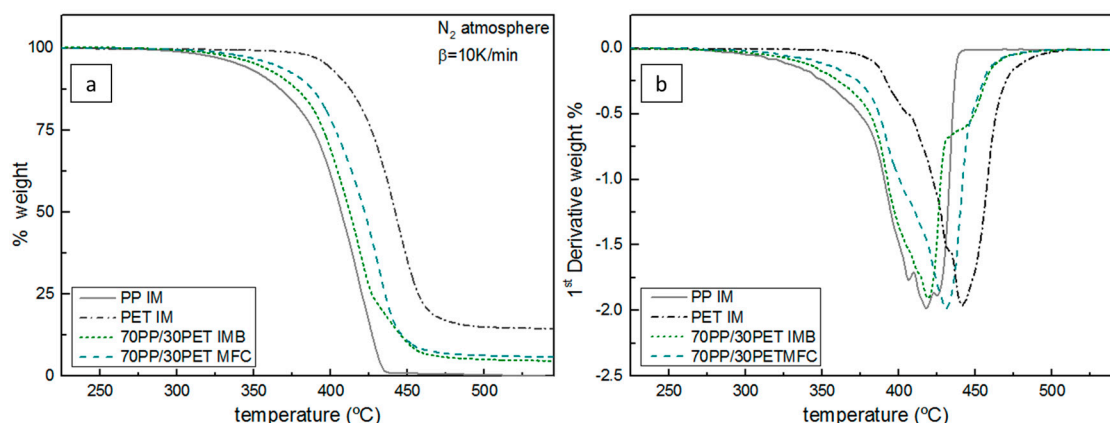 N₂ atmosphere
β=10K/min
a
100
75
50
25
0
% weight
PP IM
PET IM
70PP/30PET IMB
70PP/30PET MFC
250
300
350
400
450
500
temperature (ºC)
b
0.0
-0.5
-1.0
-1.5
-2.0
-2.5
1st Derivative weight %
PP IM
PET IM
70PP/30PET IMB
70PP/30PETMFC
250
300
350
400
450
500
temperature (ºC)